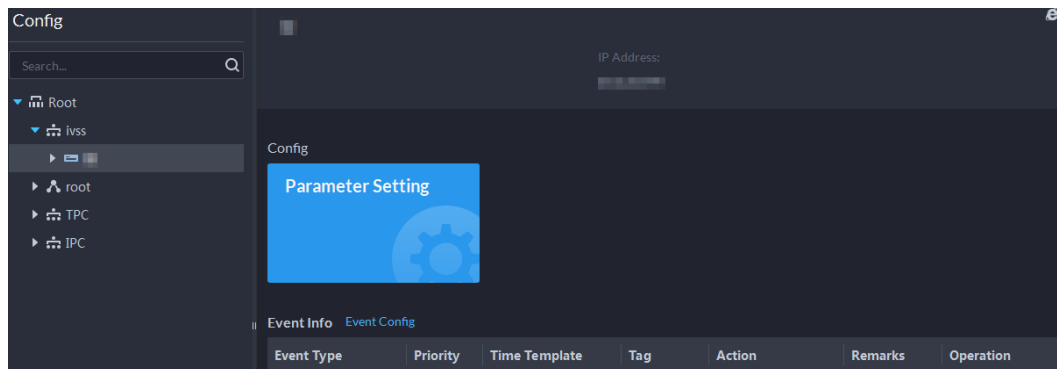 Config
Search...
Root
ivss
root
TPC
IPC
IP Address:
Config
Parameter Setting
Event Info Event Config
Event Type Priority Time Template Tag Action Remarks Operation